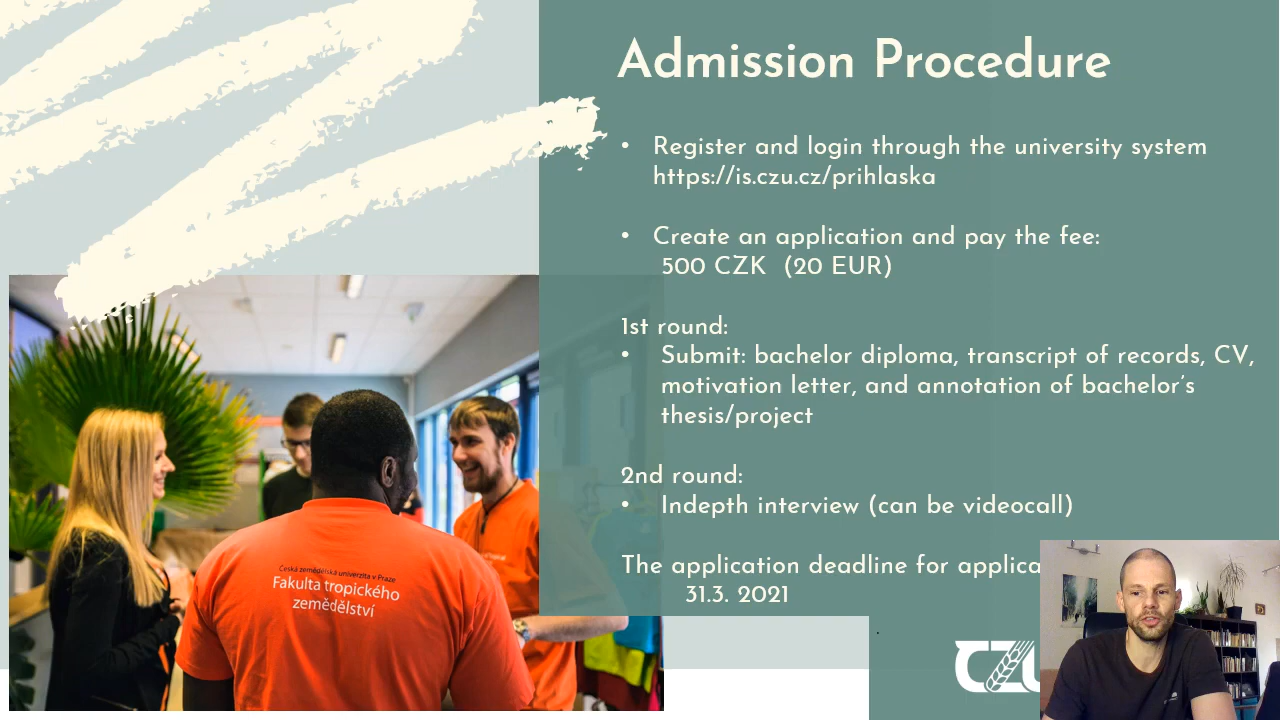 Admission Procedure
• Register and login through the university system
https://is.czu.cz/prihlaska
• Create an application and pay the fee:
500 CZK (20 EUR)
1st round:
• Submit: bachelor diploma, transcript of records, CV,
motivation letter, and annotation of bachelor's
thesis/project
2nd round:
• Indepth interview (can be videocall)
The application deadline for applica
31.3. 2021
Česká zemědělská univerzita v Praze
Fakulta tropického
zemědělství
CZU